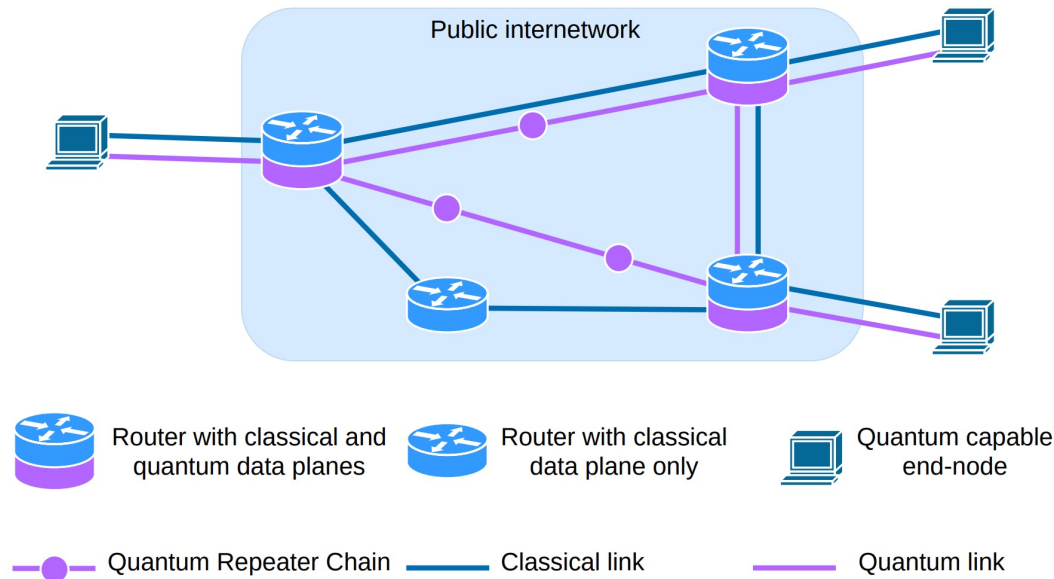 Public internetwork
Router with classical and
quantum data planes
Router with classical
data plane only
Quantum capable
end-node
Quantum Repeater Chain
Classical link
Quantum link